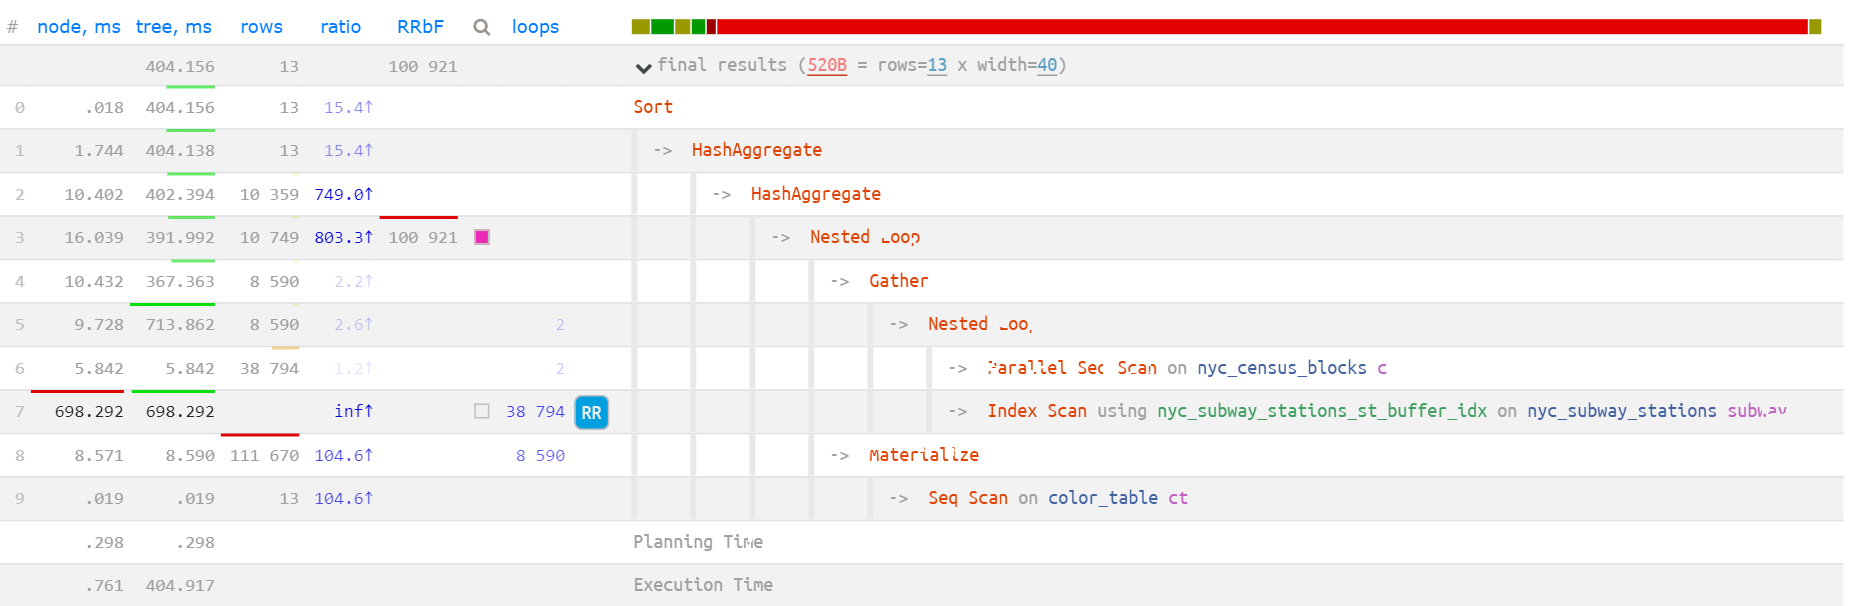 # node, ms tree, ms rows ratio RRbF loops
404.156 13 100 921 final results (520B = rows=13 x width=40)
0 .018 404.156 13 15.4↑ Sort
1 1.744 404.138 13 15.4↑ -> HashAggregate
2 10.402 402.394 10 359 749.0↑ -> HashAggregate
3 16.039 391.992 10 749 803.3↑ 100 921 -> Nested Loop
4 10.432 367.363 8 590 2.2↑ -> Gather
5 9.728 713.862 8 590 2.6↑ 2 -> Nested Loop
6 5.842 5.842 38 794 1.2↑ 2 -> Parallel Seq Scan on nyc_census_blocks c
7 698.292 698.292 inf↑ 38 794 RR -> Index Scan using nyc_subway_stations_st_buffer_idx on nyc_subway_stations subway
8 8.571 8.590 111 670 104.6↑ 8 590 -> Materialize
9 .019 .019 13 104.6↑ -> Seq Scan on color_table ct
.298 .298 Planning Time
.761 404.917 Execution Time